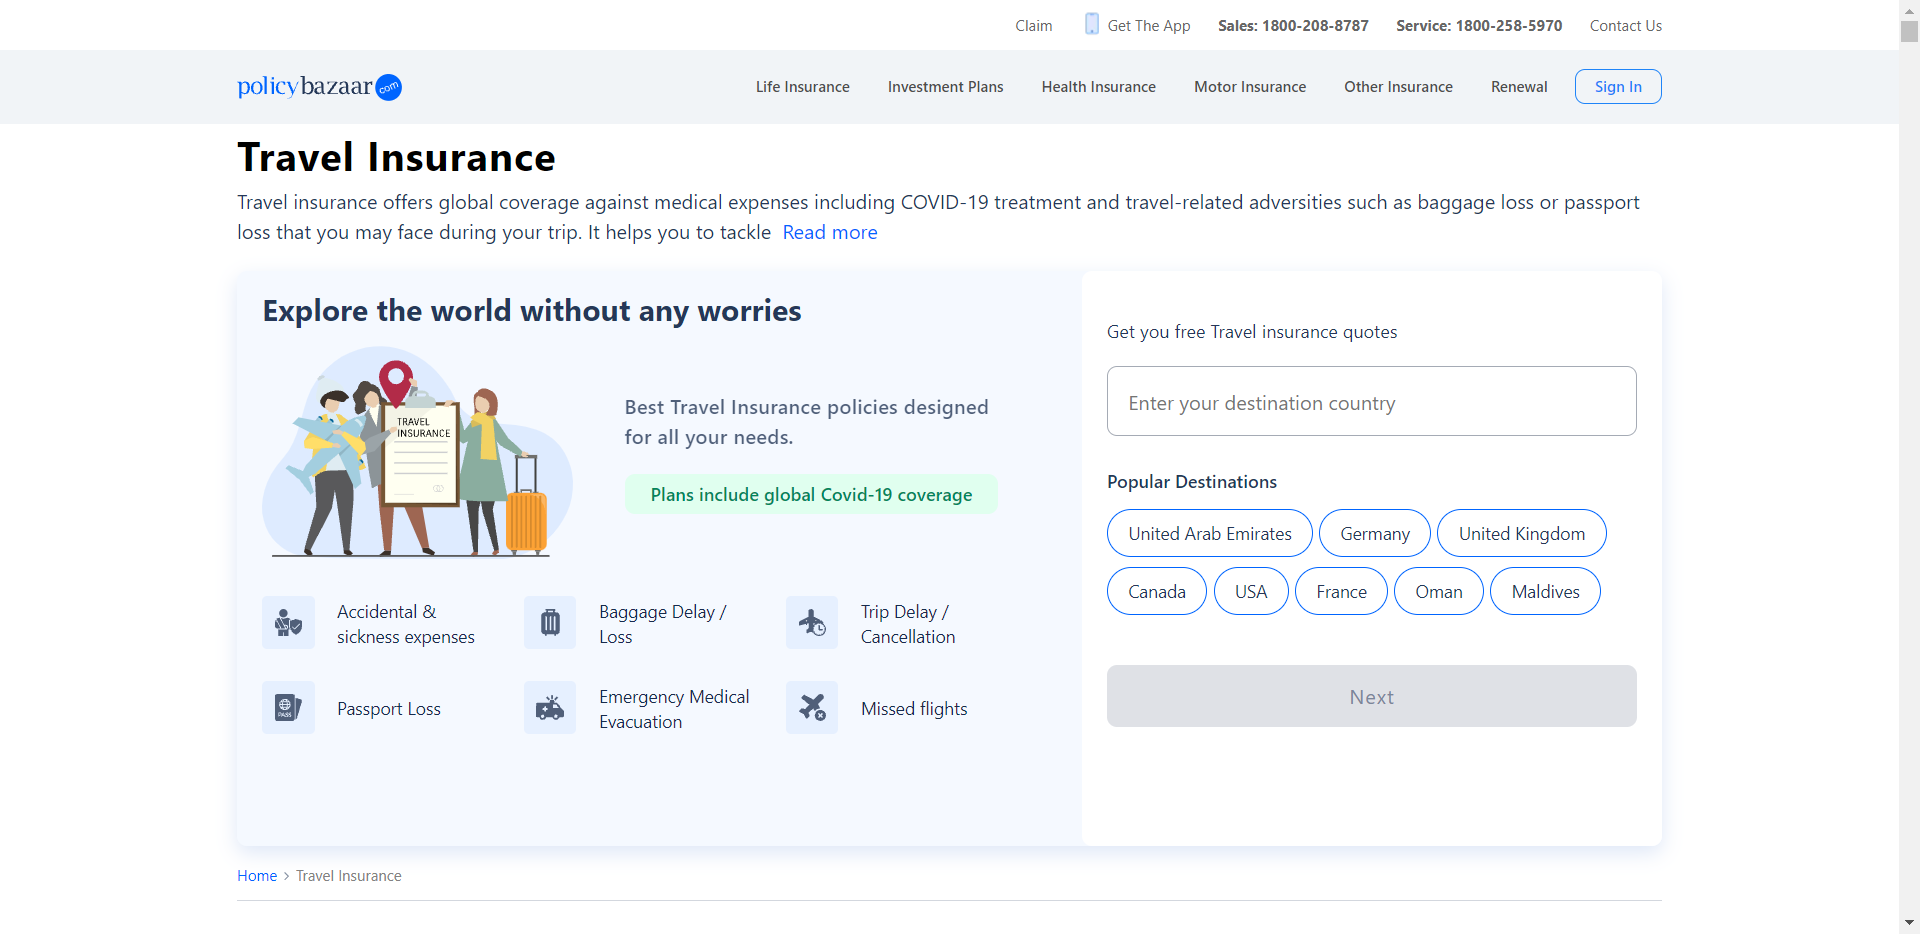 Claim
Get The App
Sales: 1800-208-8787
Service: 1800-258-5970
Contact Us
policybazaar com
Life Insurance
Investment Plans
Health Insurance
Motor Insurance
Other Insurance
Renewal
Sign In
Travel Insurance
Travel insurance offers global coverage against medical expenses including COVID-19 treatment and travel-related adversities such as baggage loss or passport
loss that you may face during your trip. It helps you to tackle Read more
Explore the world without any worries
TRAVEL
INSURANCE
Best Travel Insurance policies designed
for all your needs.
Plans include global Covid-19 coverage
Accidental &
sickness expenses
Baggage Delay /
Loss
Trip Delay /
Cancellation
PASS
Passport Loss
Emergency Medical
Evacuation
Missed flights
Get you free Travel insurance quotes
Enter your destination country
Popular Destinations
United Arab Emirates
Germany
United Kingdom
Canada
USA
France
Oman
Maldives
Next
Home > Travel Insurance